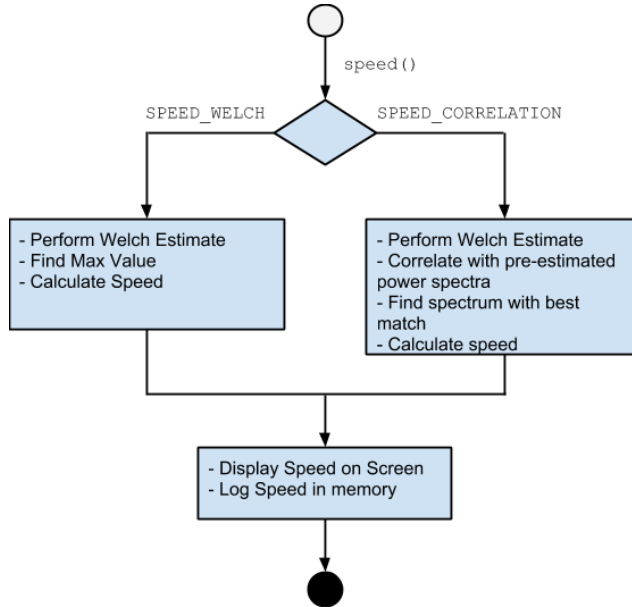 speed()
SPEED_WELCH
SPEED_CORRELATION
- Perform Welch Estimate
- Find Max Value
- Calculate Speed
- Perform Welch Estimate
- Correlate with pre-estimated
power spectra
- Find spectrum with best
match
- Calculate speed
- Display Speed on Screen
- Log Speed in memory